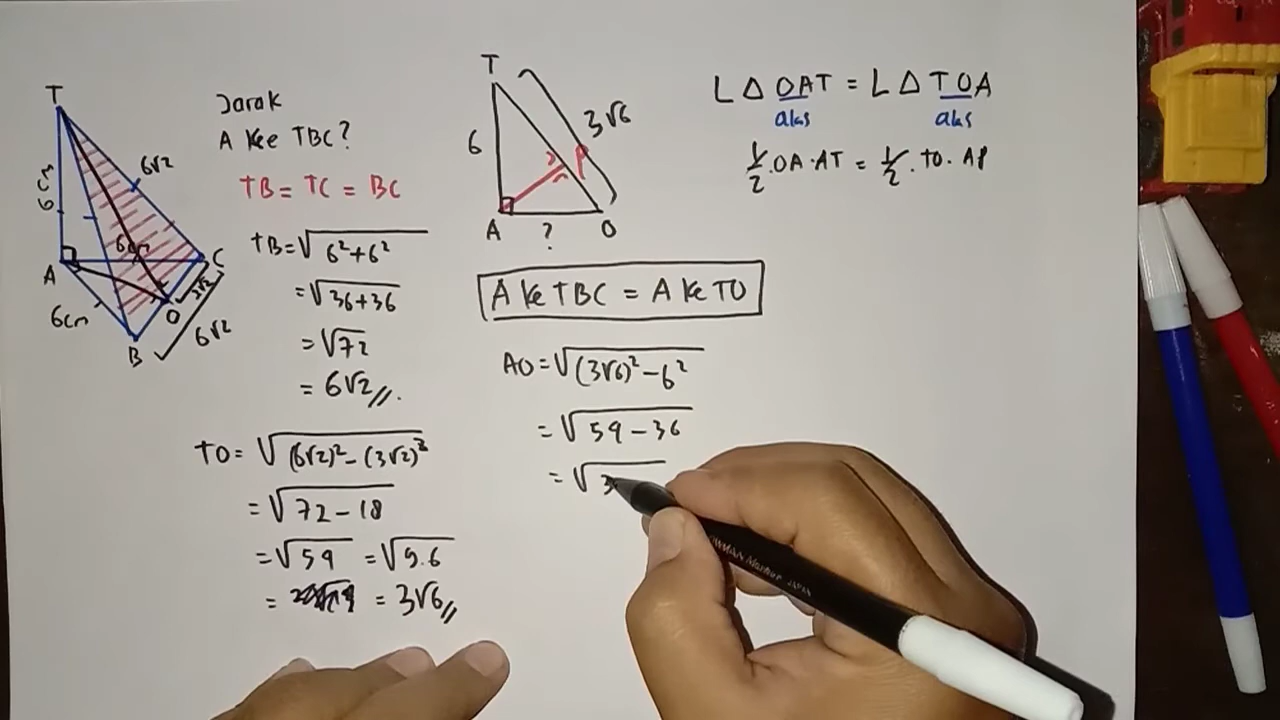 T
6cm
6√2
A
6cm
C
3√2
O
6cm
B
6√2
Jarak
A Ke TBC?
TB = TC = BC
TB = √6²+6²
= √36+36
= √72
= 6√2 //.
TO = √(6√2)² - (3√2)²
= √72 - 18
= √54 = √9.6
= 3√6 //
T
6
3√6
P
A
?
O
A Ke TBC = A Ke TO
AO = √(3√6)² - 6²
= √54 - 36
= √
L △ OAT = L △ TOA
alas alas
½.OA.AT = ½.TO.AP
JAPAN